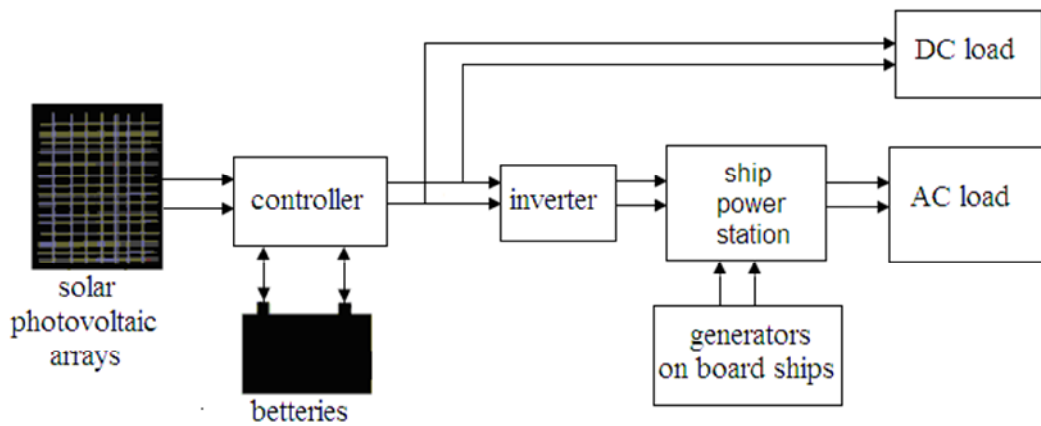 DC load
controller
inverter
ship
power
station
AC load
solar
photovoltaic
arrays
generators
on board ships
betteries